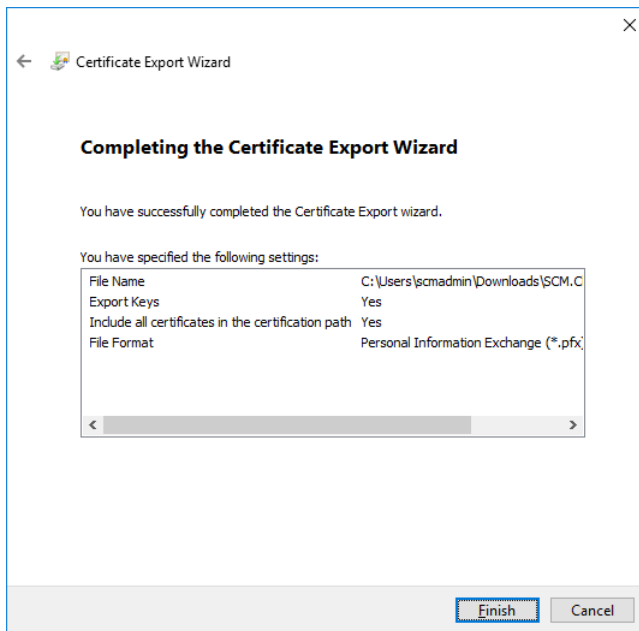 Certificate Export Wizard
Completing the Certificate Export Wizard
You have successfully completed the Certificate Export wizard.
You have specified the following settings:
File Name C:\Users\scmadmin\Downloads\SCM.Cl
Export Keys Yes
Include all certificates in the certification path Yes
File Format Personal Information Exchange (*.pfx)
Finish Cancel